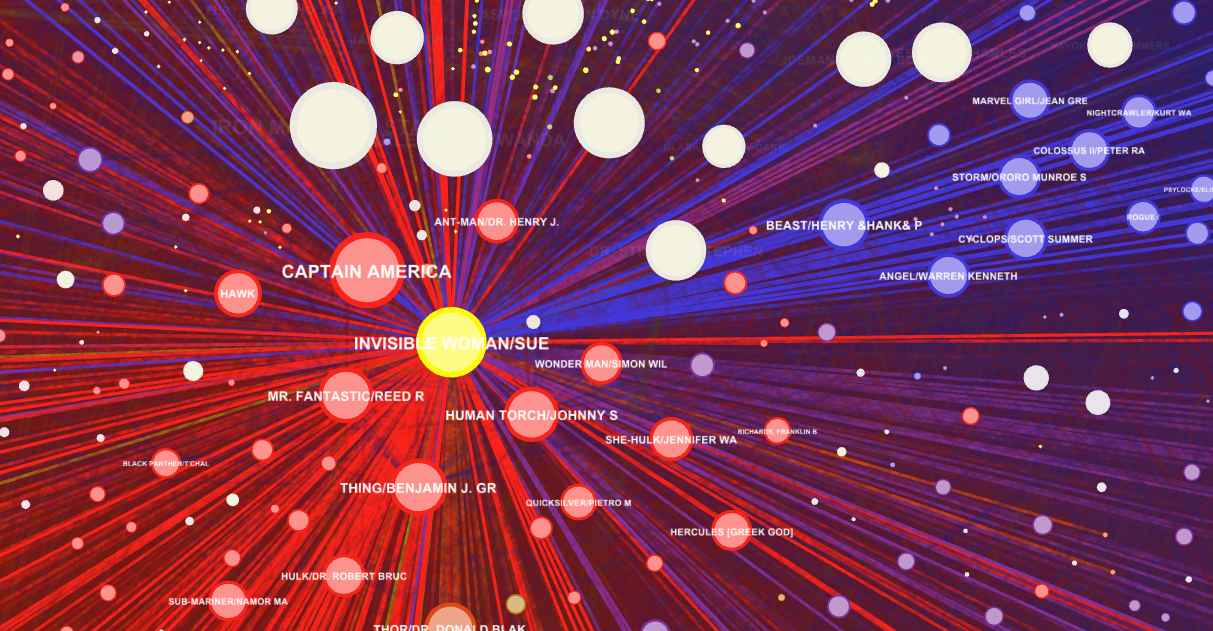 MARVEL GIRL/JEAN GRE
NIGHTCRAWLER/KURT WA
COLOSSUS II/PETER RA
STORM/ORORO MUNROE S
PSYLOCKE/ELI
ROGUE /
ANT-MAN/DR. HENRY J.
BEAST/HENRY &HANK& P
CYCLOPS/SCOTT SUMMER
CAPTAIN AMERICA
ANGEL/WARREN KENNETH
HAWK
INVISIBLE WOMAN/SUE
WONDER MAN/SIMON WIL
MR. FANTASTIC/REED R
HUMAN TORCH/JOHNNY S
RICHARDS, FRANKLIN B
SHE-HULK/JENNIFER WA
BLACK PANTHER/T'CHAL
THING/BENJAMIN J. GR
QUICKSILVER/PIETRO M
HERCULES [GREEK GOD]
HULK/DR. ROBERT BRUC
SUB-MARINER/NAMOR MA
THOR/DR. DONALD BLAK